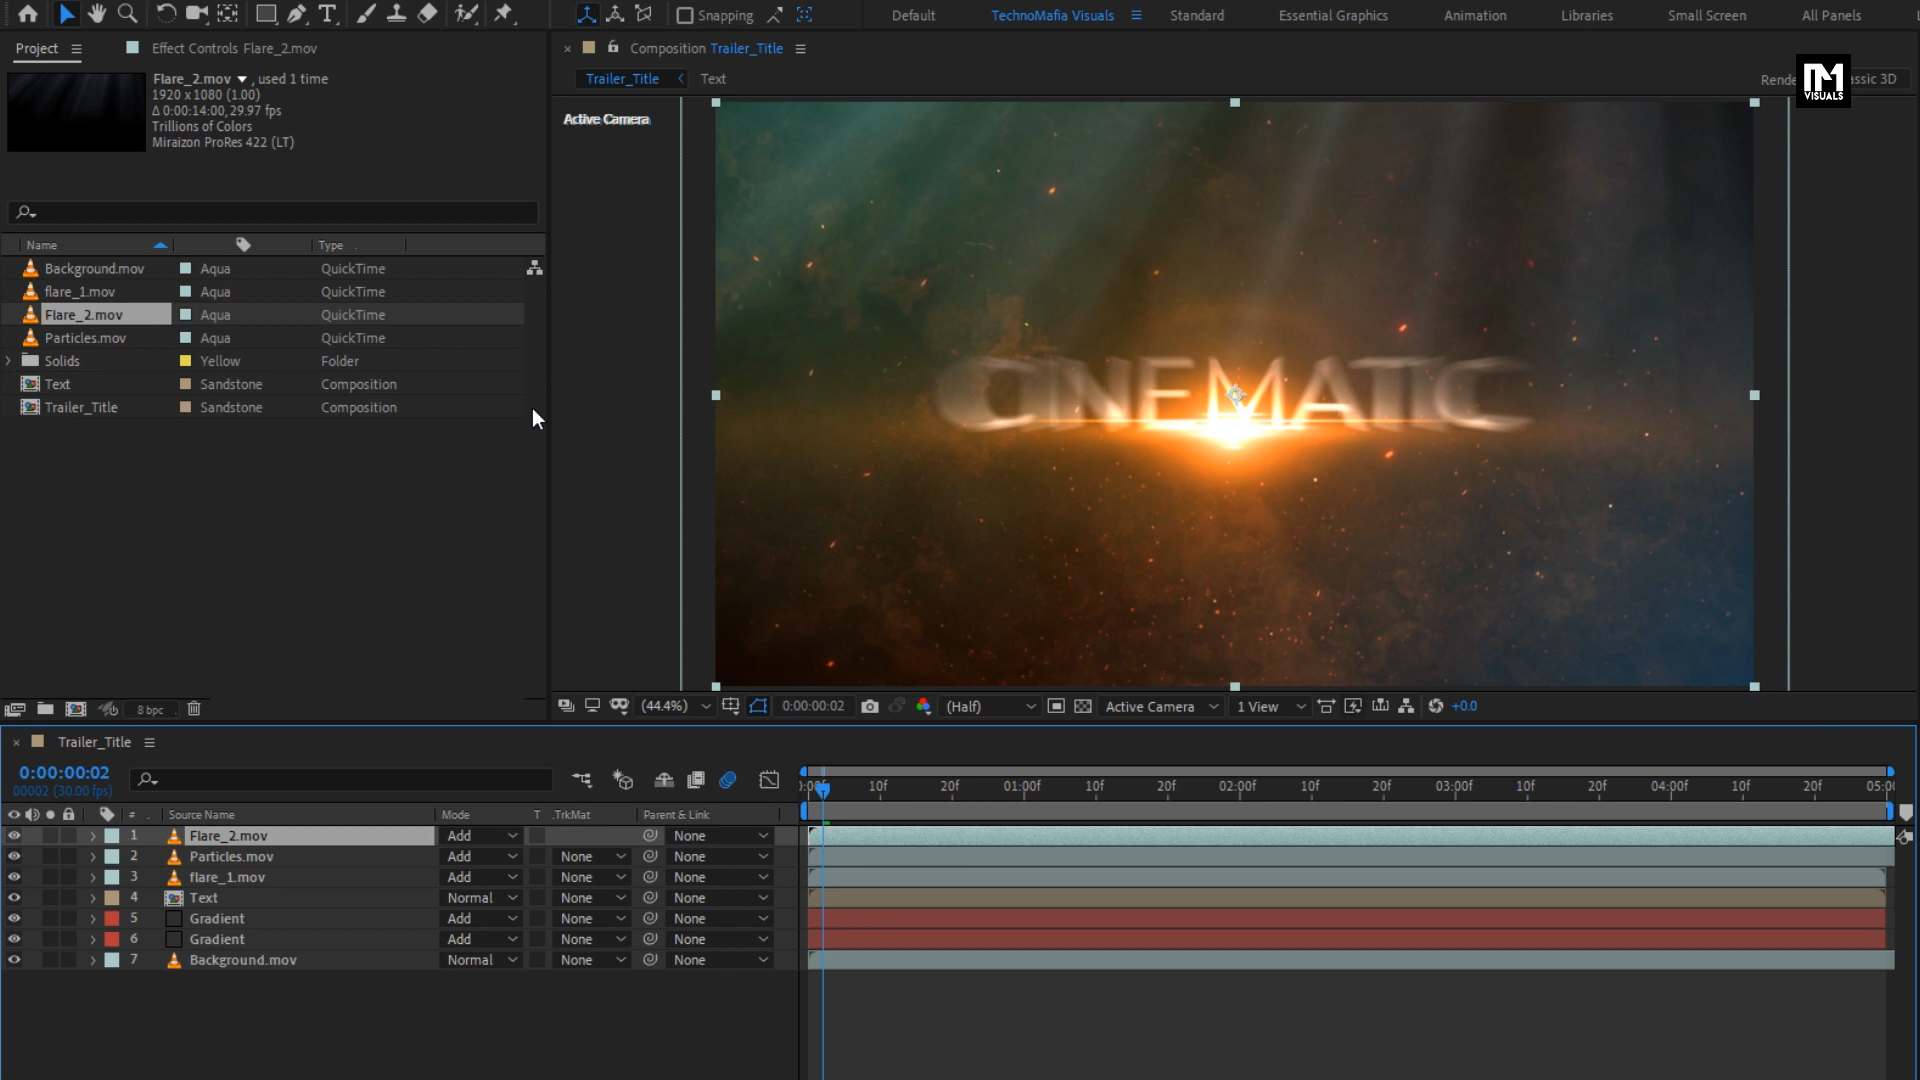 Snapping
Default
TechnoMafia Visuals
Standard
Essential Graphics
Animation
Libraries
Small Screen
All Panels
Project
Effect Controls Flare_2.mov
Composition Trailer_Title
Flare_2.mov , used 1 time
1920 x 1080 (1.00)
Δ 0:00:14:00, 29.97 fps
Trillions of Colors
Miraizon ProRes 422 (LT)
Trailer_Title
Text
Rende
assic 3D
VISUALS
Active Camera
CINEMATIC
Name
Type
Background.mov Aqua QuickTime
flare_1.mov Aqua QuickTime
Flare_2.mov Aqua QuickTime
Particles.mov Aqua QuickTime
Solids Yellow Folder
Text Sandstone Composition
Trailer_Title Sandstone Composition
8 bpc
(44.4%)
0:00:00:02
(Half)
Active Camera
1 View
+0.0
Trailer_Title
0:00:00:02
00002 (30.00 fps)
):00f 10f 20f 01:00f 10f 20f 02:00f 10f 20f 03:00f 10f 20f 04:00f 10f 20f 05:00
# Source Name Mode T .TrkMat Parent & Link
1 Flare_2.mov Add None
2 Particles.mov Add None None
3 flare_1.mov Add None None
4 Text Normal None None
5 Gradient Add None None
6 Gradient Add None None
7 Background.mov Normal None None